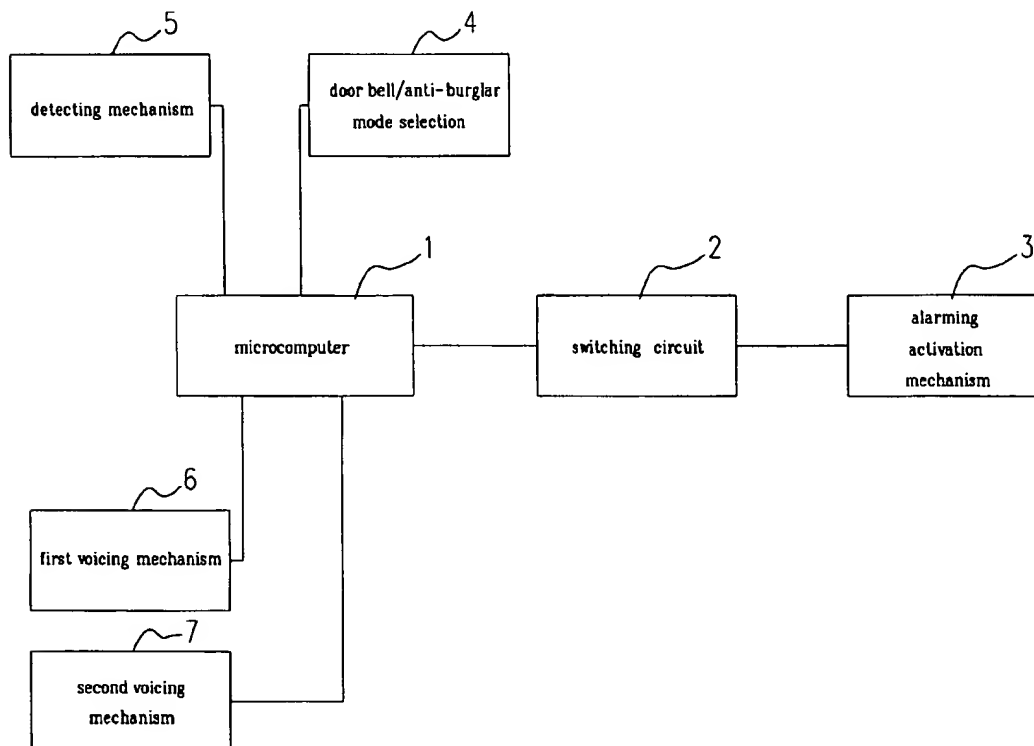 5
detecting mechanism
4
door bell/anti-burglar
mode selection
1
microcomputer
2
switching circuit
3
alarming
activation
mechanism
6
first voicing mechanism
7
second voicing
mechanism